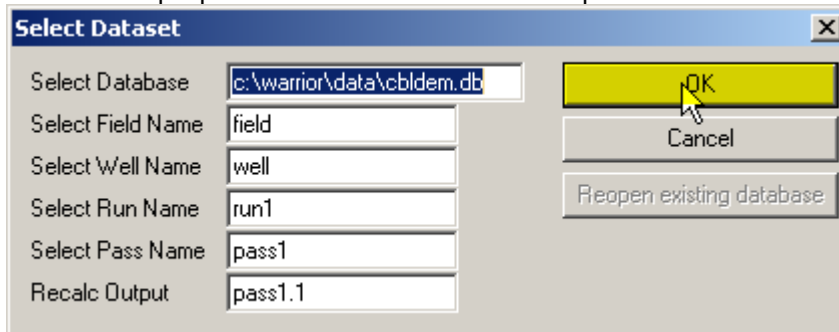 Select Dataset
Select Database c:\warrior\data\cbldem.db OK
Select Field Name field Cancel
Select Well Name well
Reopen existing database
Select Run Name run1
Select Pass Name pass1
Recalc Output pass1.1